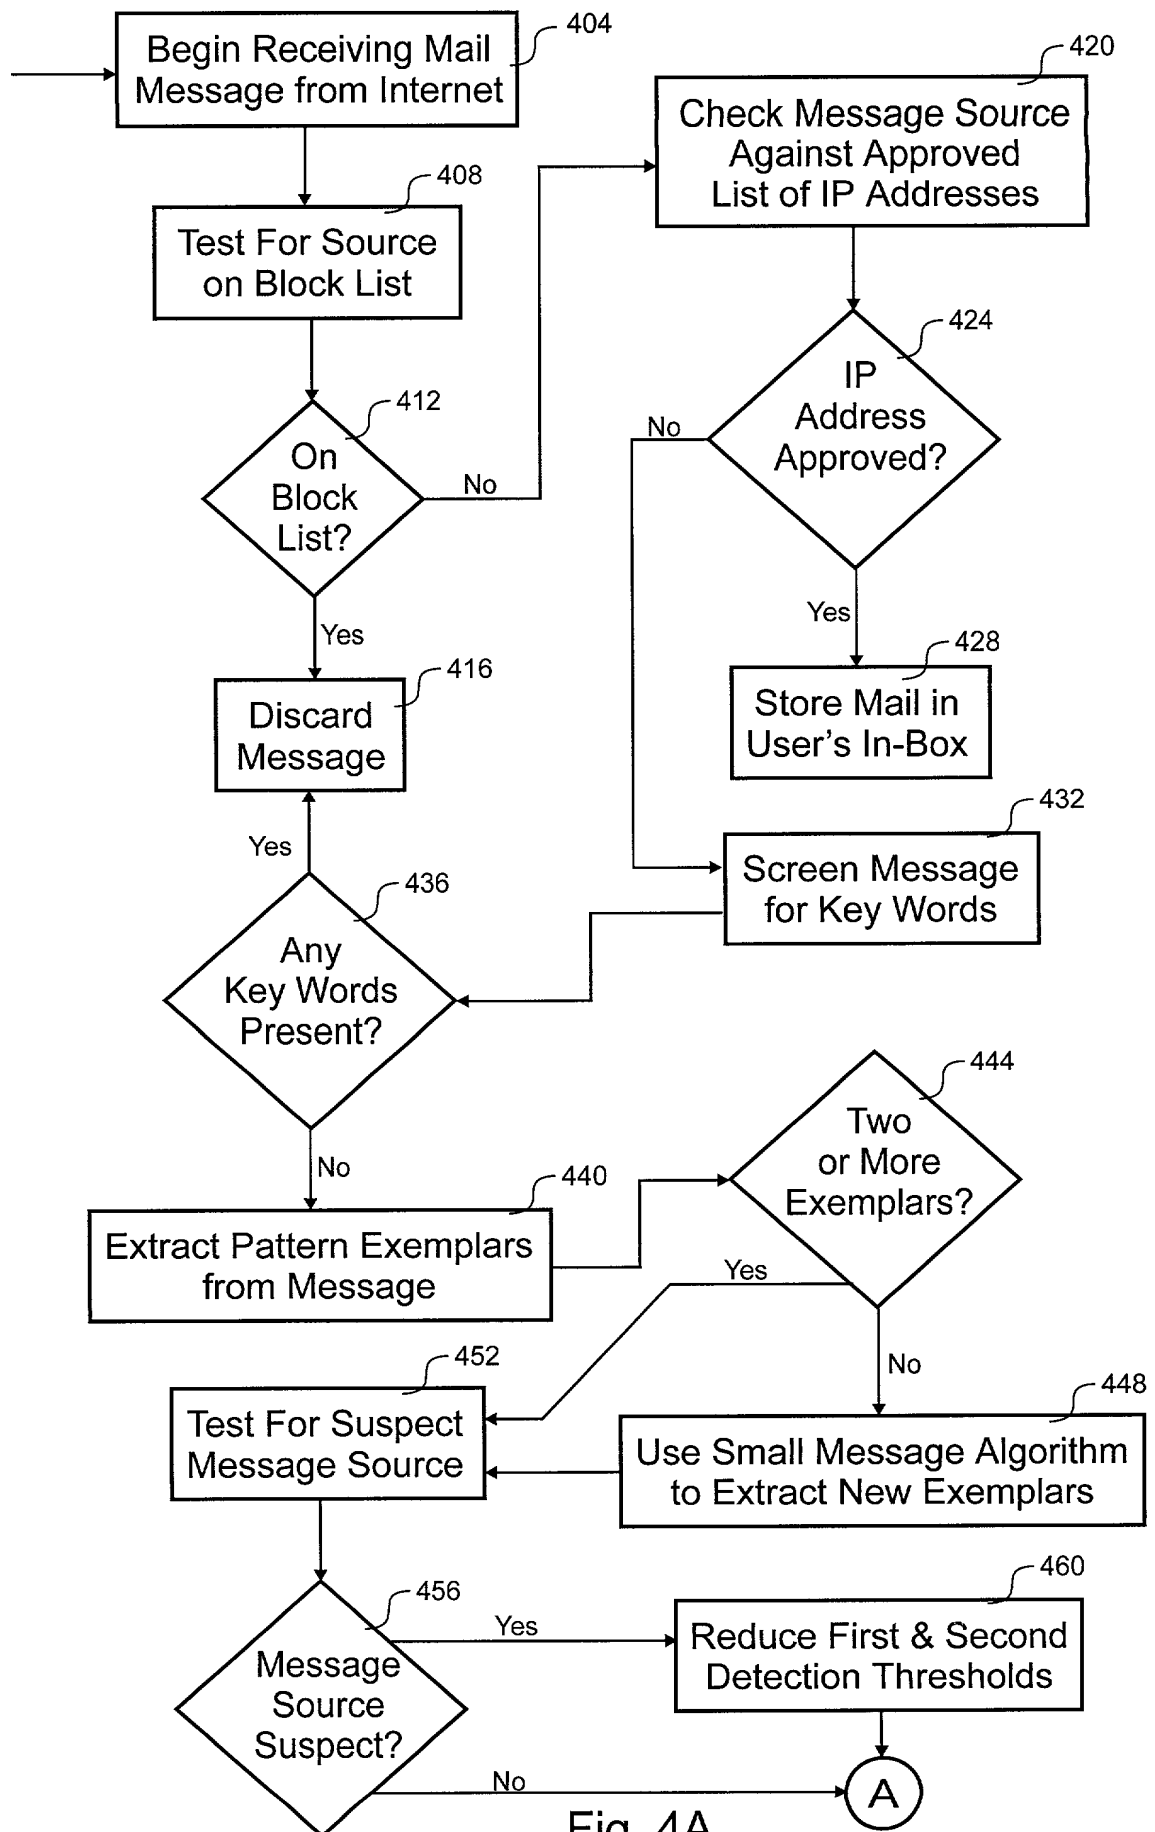 404
Begin Receiving Mail
Message from Internet
408
Test For Source
on Block List
412
On
Block
List?
No
Yes
416
Discard
Message
420
Check Message Source
Against Approved
List of IP Addresses
424
IP
Address
Approved?
No
Yes
428
Store Mail in
User's In-Box
432
Screen Message
for Key Words
Yes
436
Any
Key Words
Present?
No
440
Extract Pattern Exemplars
from Message
444
Two
or More
Exemplars?
Yes
No
448
Use Small Message Algorithm
to Extract New Exemplars
452
Test For Suspect
Message Source
456
Message
Source
Suspect?
Yes
460
Reduce First & Second
Detection Thresholds
No
A
Fig. 4A